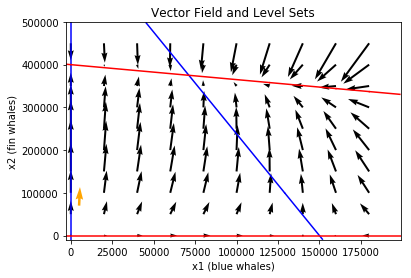 Vector Field and Level Sets
500000
400000
300000
200000
100000
0
x2 (fin whales)
0 25000 50000 75000 100000 125000 150000 175000
x1 (blue whales)